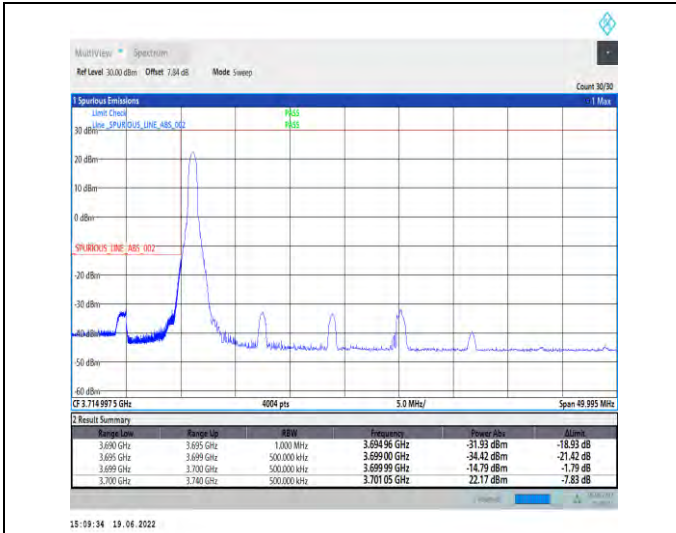 MultiView Spectrum
Ref Level 30.00 dBm Offset 7.84 dB Mode Sweep
Count 30/30
1 Spurious Emissions 1 Max
Limit Check PASS
Line _SPURIOUS_LINE_ABS_002 PASS
30 dBm
20 dBm
10 dBm
0 dBm
_SPURIOUS_LINE_ABS_002
-20 dBm
-30 dBm
-40 dBm
-50 dBm
-60 dBm
CF 3.714 997 5 GHz 4004 pts 5.0 MHz/ Span 49.995 MHz
2 Result Summary
Range Low Range Up RBW Frequency Power Abs ΔLimit
3.690 GHz 3.695 GHz 1.000 MHz 3.694 96 GHz -31.93 dBm -18.93 dB
3.695 GHz 3.699 GHz 500.000 kHz 3.699 00 GHz -34.42 dBm -21.42 dB
3.699 GHz 3.700 GHz 500.000 kHz 3.699 99 GHz -14.79 dBm -1.79 dB
3.700 GHz 3.740 GHz 500.000 kHz 3.701 05 GHz 22.17 dBm -7.83 dB
15:09:34 19.06.2022